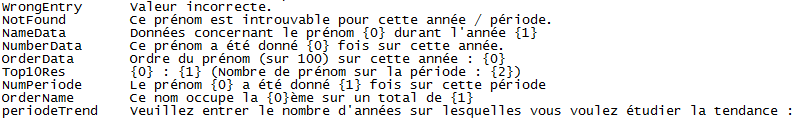 WrongEntry Valeur incorrecte.
NotFound Ce prénom est introuvable pour cette année / période.
NameData Données concernant le prénom {0} durant l'année {1}
NumberData Ce prénom a été donné {0} fois sur cette année.
OrderData Ordre du prénom (sur 100) sur cette année : {0}
Top10Res {0} : {1} (Nombre de prénom sur la période : {2})
NumPeriode Le prénom {0} a été donné {1} fois sur cette période
OrderName Ce nom occupe la {0}ème sur un total de {1}
periodeTrend Veuillez entrer le nombre d'années sur lesquelles vous voulez étudier la tendance :